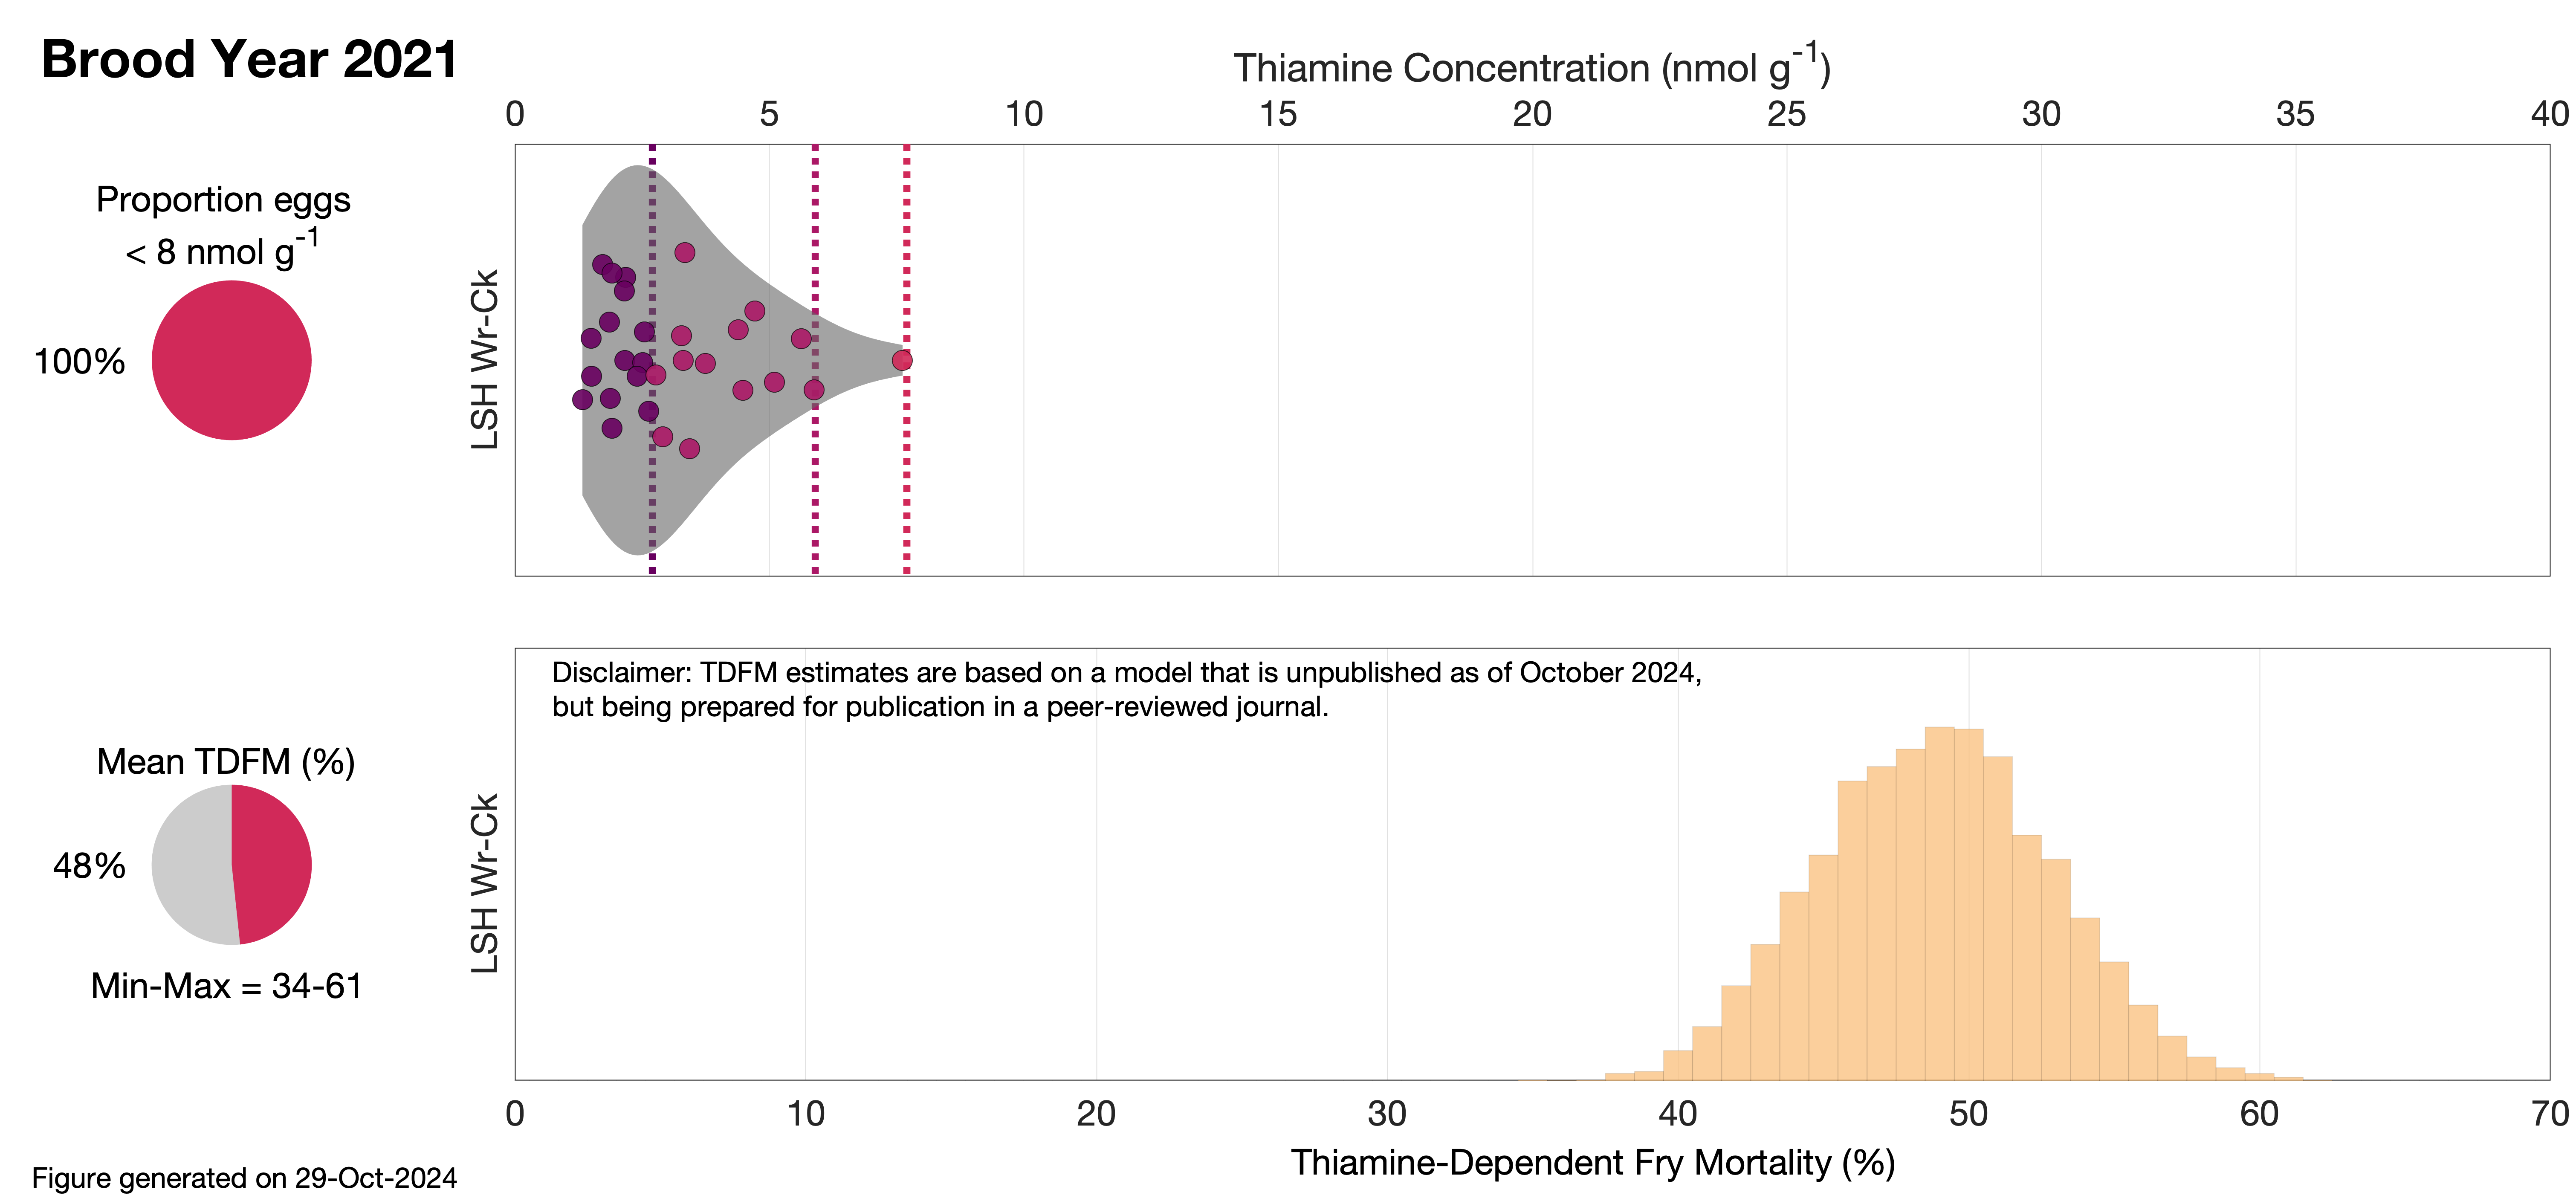 Brood Year 2021
Thiamine Concentration (nmol g⁻¹)
0 5 10 15 20 25 30 35 40
Proportion eggs
< 8 nmol g⁻¹
100%
LSH Wr-Ck
Disclaimer: TDFM estimates are based on a model that is unpublished as of October 2024,
but being prepared for publication in a peer-reviewed journal.
Mean TDFM (%)
48%
Min-Max = 34-61
LSH Wr-Ck
0 10 20 30 40 50 60 70
Thiamine-Dependent Fry Mortality (%)
Figure generated on 29-Oct-2024